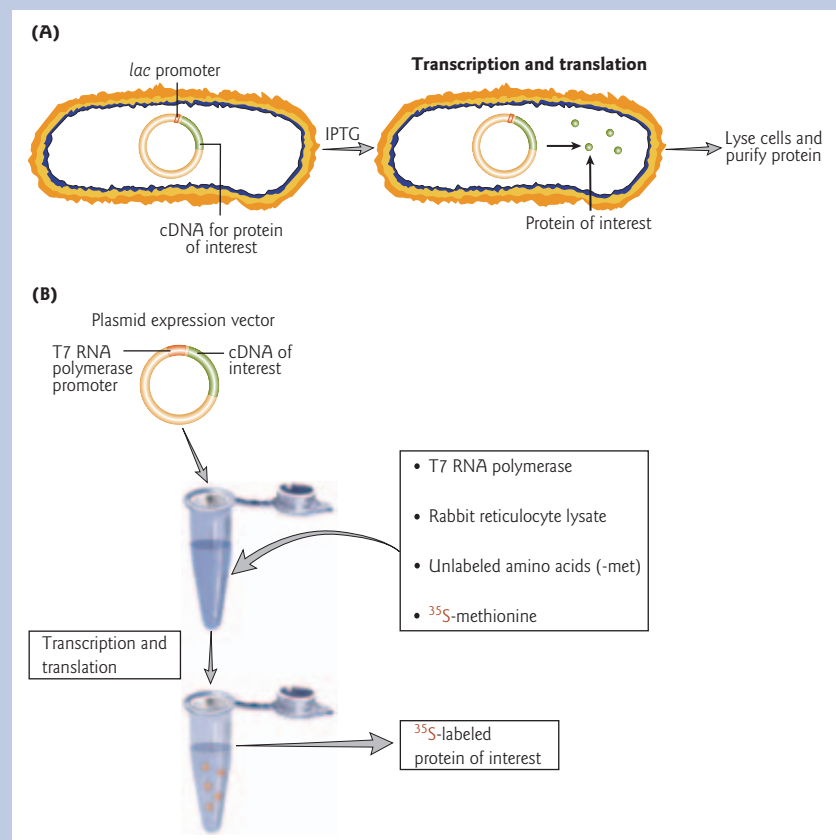 (A)
lac promoter
Transcription and translation
IPTG
Lyse cells and
purify protein
cDNA for protein
of interest
Protein of interest
(B)
Plasmid expression vector
T7 RNA
polymerase
promoter
cDNA of
interest
• T7 RNA polymerase
• Rabbit reticulocyte lysate
• Unlabeled amino acids (-met)
• ³⁵S-methionine
Transcription and
translation
³⁵S-labeled
protein of interest